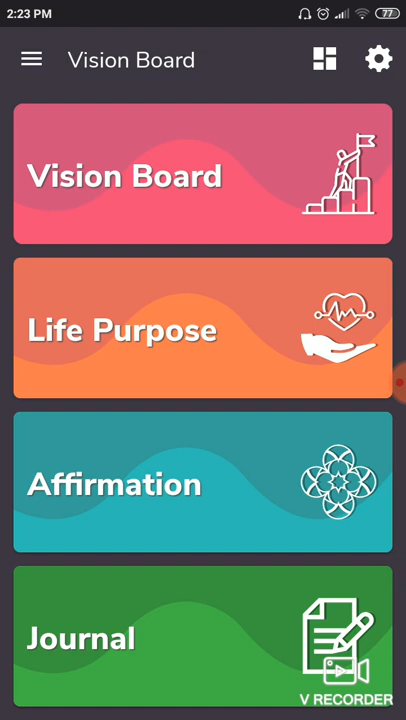 2:23 PM
77
Vision Board
Vision Board
Life Purpose
Affirmation
Journal
V RECORDER